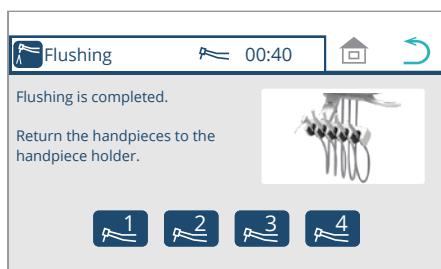 Flushing 00:40
Flushing is completed.
Return the handpieces to the
handpiece holder.
1 2 3 4